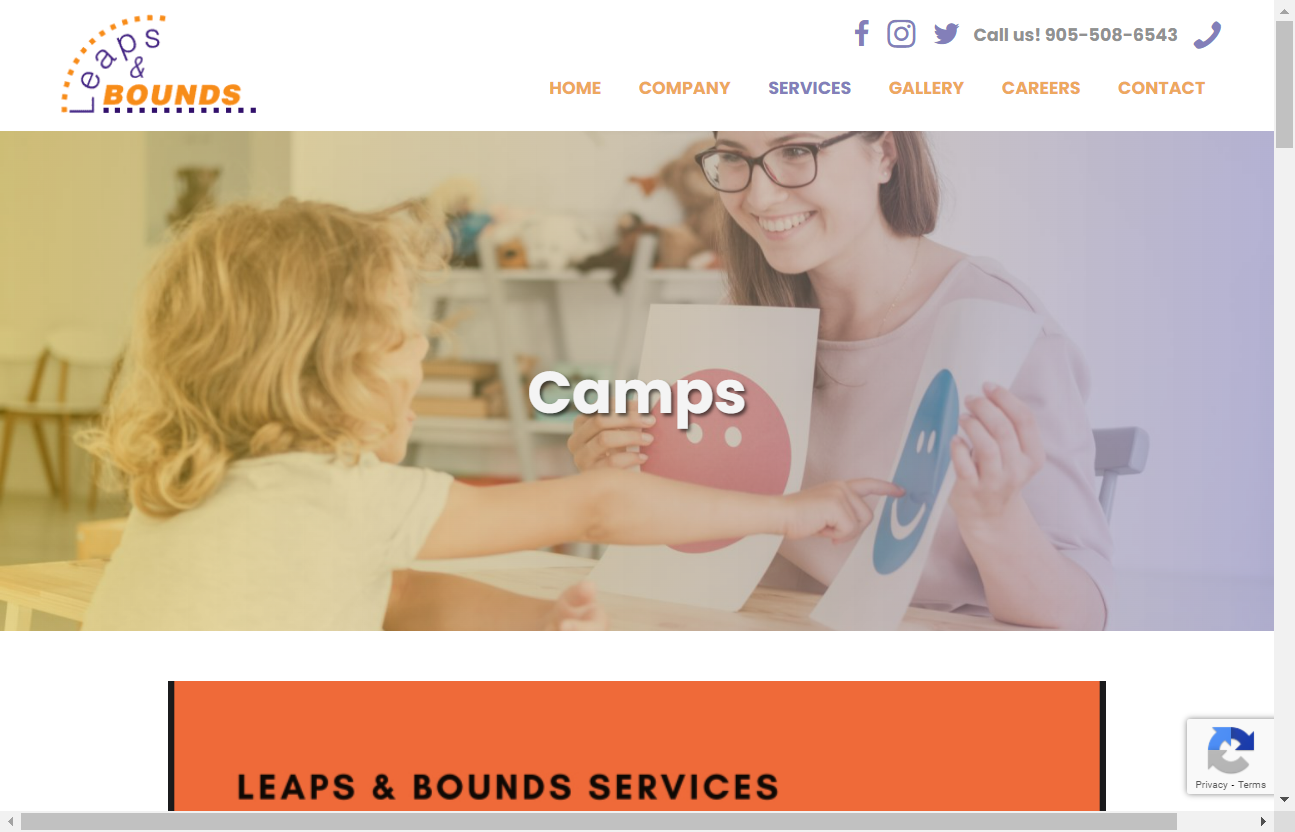 Leaps
&
BOUNDS
Call us! 905-508-6543
HOME COMPANY SERVICES GALLERY CAREERS CONTACT
Camps
LEAPS & BOUNDS SERVICES
Privacy - Terms